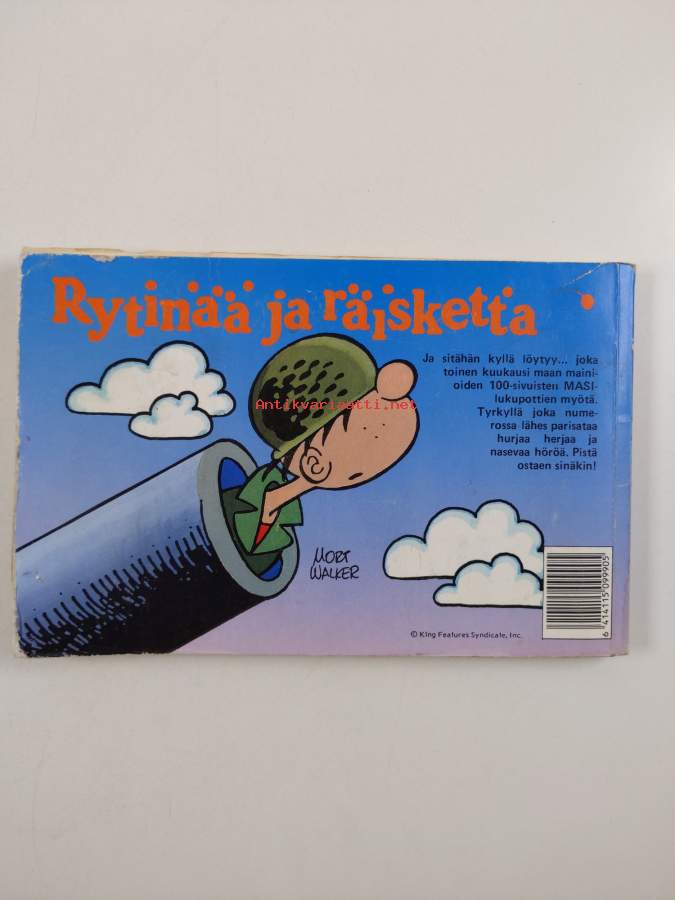 Rytinää ja räiskettä
Ja sitähän kyllä löytyy... joka
toinen kuukausi maan maini-
oiden 100-sivuisten MASI-
lukupottien myötä.
Tyrkyllä joka nume-
rossa lähes parisataa
hurjaa herjaa ja
nasevaa höröä. Pistä
ostaen sinäkin!
Antikvariaatti.net
MORT
WALKER
© King Features Syndicate, Inc.
6 414115 099905